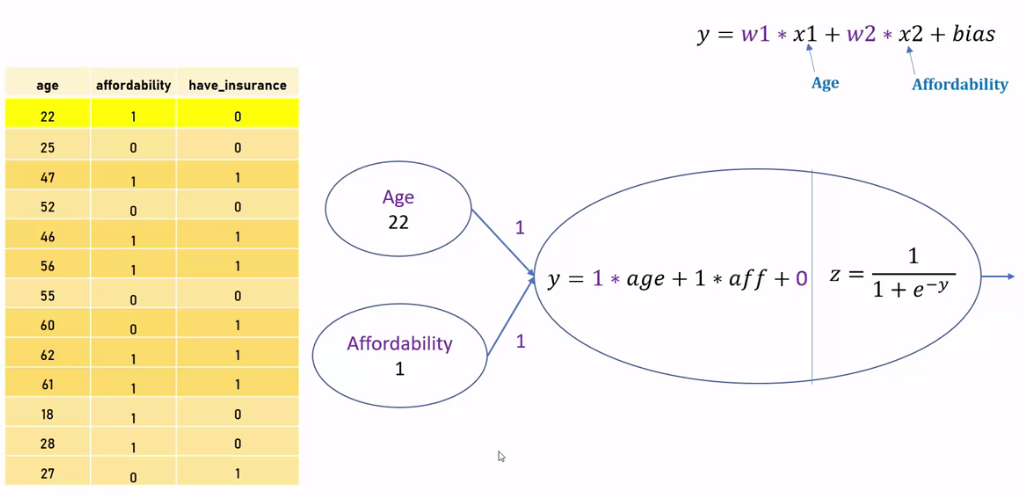 y = w1 * x1 + w2 * x2 + bias
Age
Affordability
age affordability have_insurance
22 1 0
25 0 0
47 1 1
52 0 0
46 1 1
56 1 1
55 0 0
60 0 1
62 1 1
61 1 1
18 1 0
28 1 0
27 0 1
Age
22
1
Affordability
1
1
y = 1 * age + 1 * aff + 0
z = 1 / 1 + e^-y